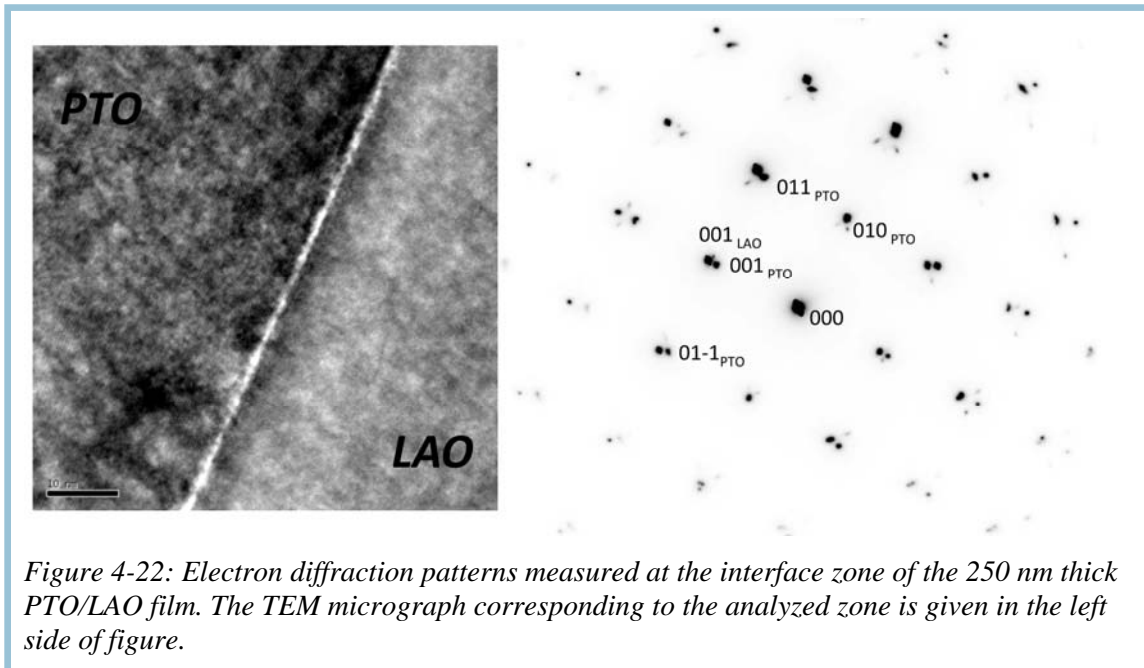 PTO
LAO
10 nm
011 PTO
010 PTO
001 LAO
001 PTO
000
01-1 PTO
Figure 4-22: Electron diffraction patterns measured at the interface zone of the 250 nm thick
PTO/LAO film. The TEM micrograph corresponding to the analyzed zone is given in the left
side of figure.